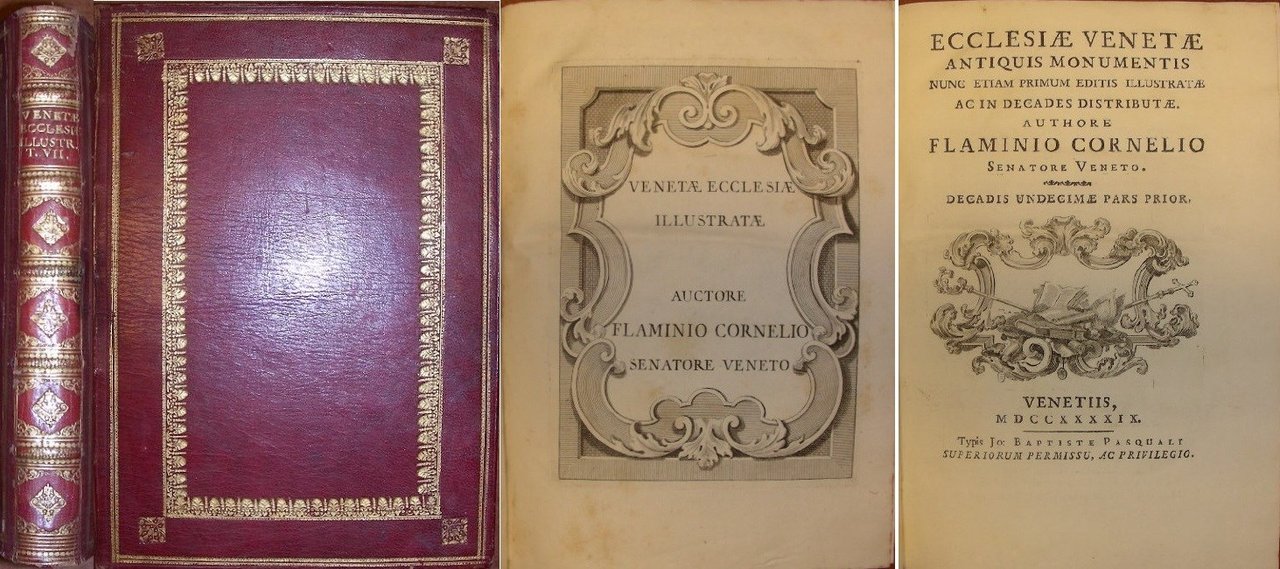 VENETÆ
ECCLESIÆ
ILLUSTR.
T. VII.
VENETÆ ECCLESIÆ
ILLUSTRATÆ
AUCTORE
FLAMINIO CORNELIO
SENATORE VENETO
ECCLESIÆ VENETÆ
ANTIQUIS MONUMENTIS
NUNC ETIAM PRIMUM EDITIS ILLUSTRATÆ
AC IN DECADES DISTRIBUTÆ.
AUTHORE
FLAMINIO CORNELIO
SENATORE VENETO.
DECADIS UNDECIMÆ PARS PRIOR,
VENETIIS,
MDCCXXXXIX.
Typis Jo: BAPTISTE PASQUALI
SUPERIORUM PERMISSU, AC PRIVILEGIO.